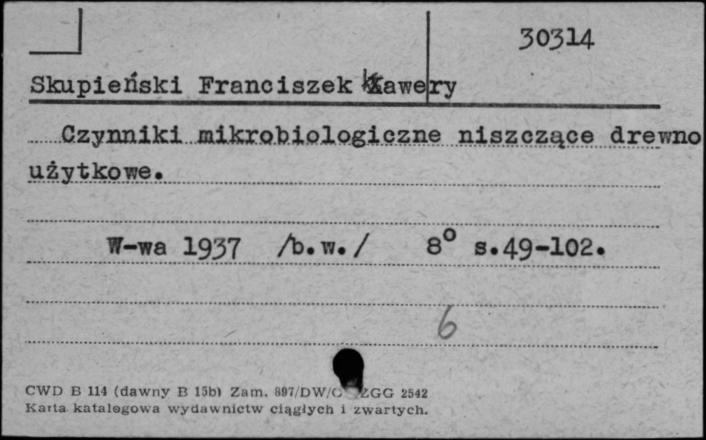 30314
Skupieński Franciszek Xawery
Czynniki mikrobiologiczne niszczące drewno
użytkowe.
W-wa 1937 /b.w./ 8° s.49-102.
6
CWD B 114 (dawny B 15b) Zam. 897/DW/ ZGG 2542
Karta katalogowa wydawnictw ciągłych i zwartych.